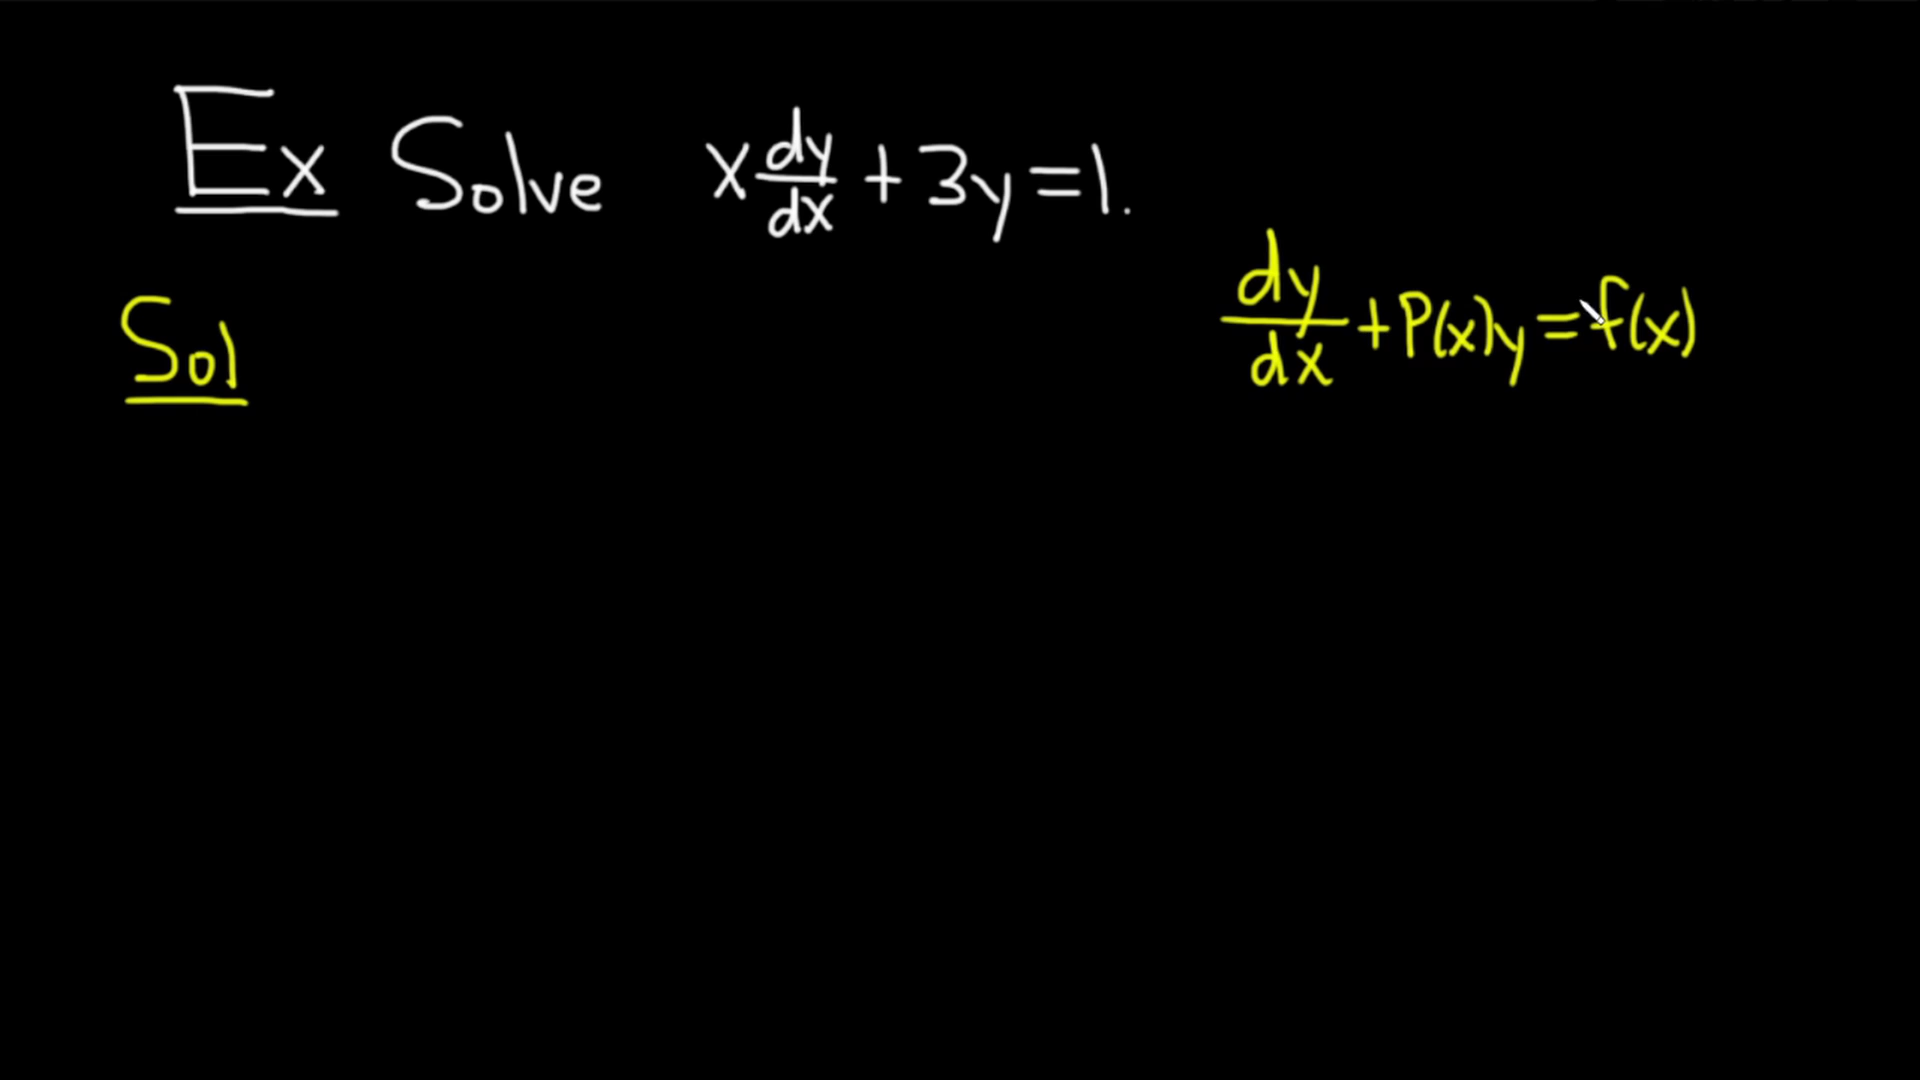 Ex Solve x dy/dx + 3y = 1.
dy/dx + P(x)y = f(x)
Sol